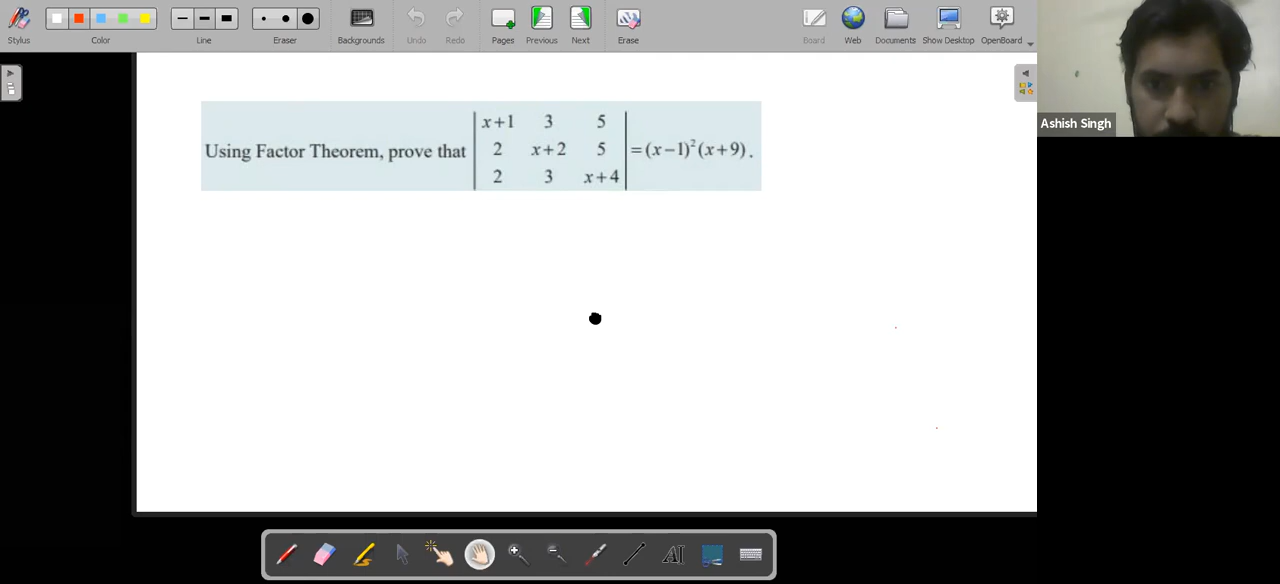 Stylus Color Line Eraser Backgrounds Undo Redo Pages Previous Next Erase Board Web Documents Show Desktop OpenBoard
Ashish Singh
Using Factor Theorem, prove that | x+1 3 5 | = (x−1)²(x+9).
2 x+2 5
2 3 x+4
AI